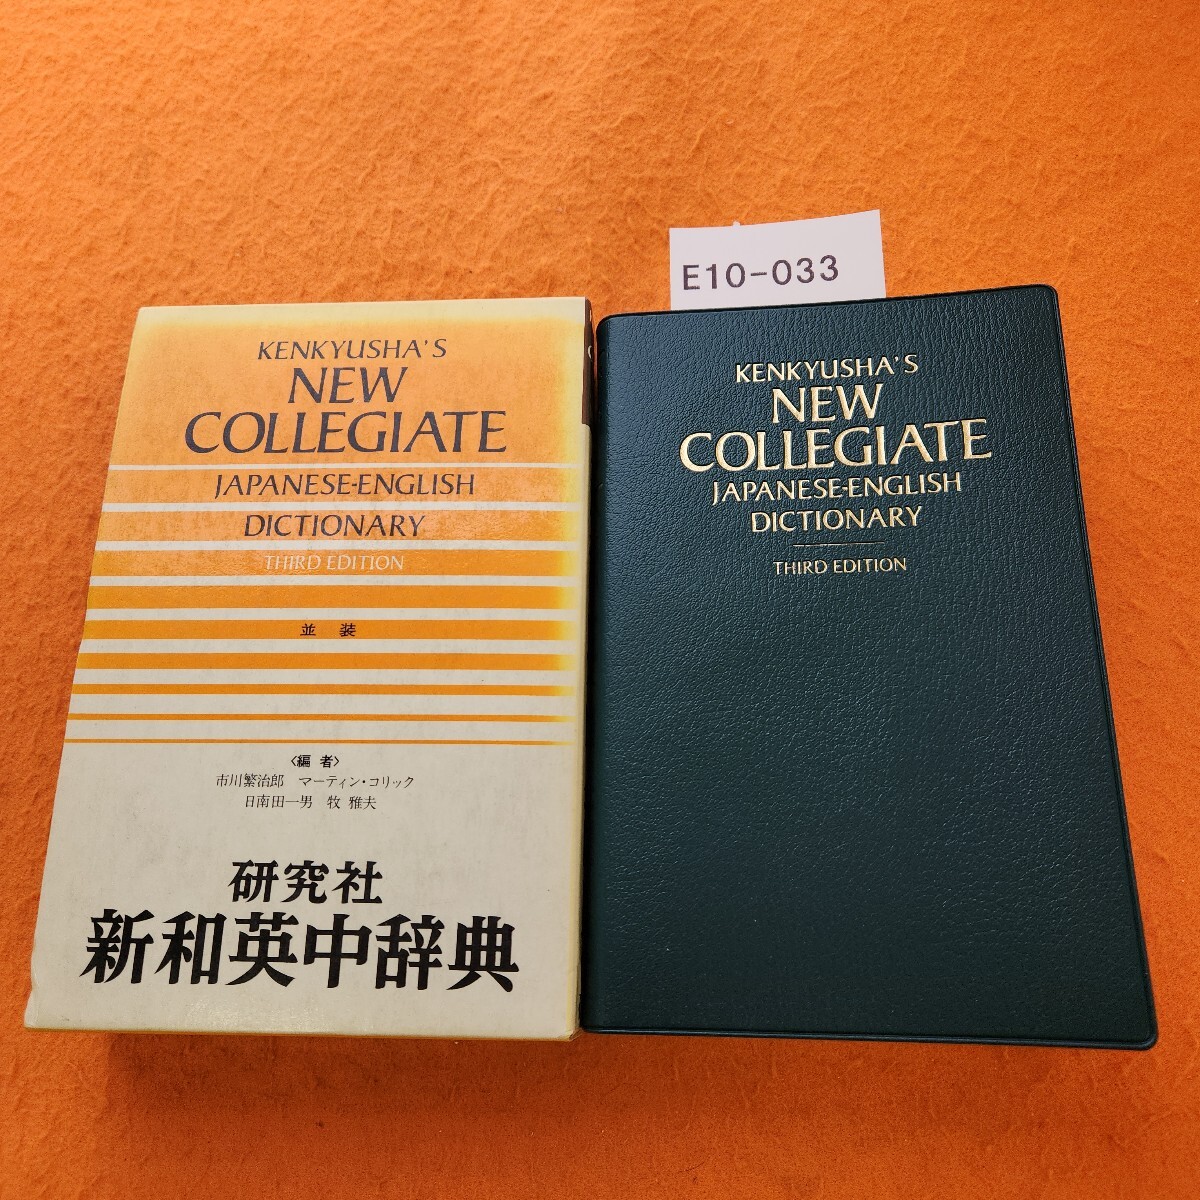 E10-033
KENKYUSHA'S
NEW
COLLEGIATE
JAPANESE-ENGLISH
DICTIONARY
THIRD EDITION
並装
〈編者〉
市川繁治郎 マーティン・コリック
日南田一男 牧 雅夫
研究社
新和英中辞典
KENKYUSHA'S
NEW
COLLEGIATE
JAPANESE-ENGLISH
DICTIONARY
THIRD EDITION